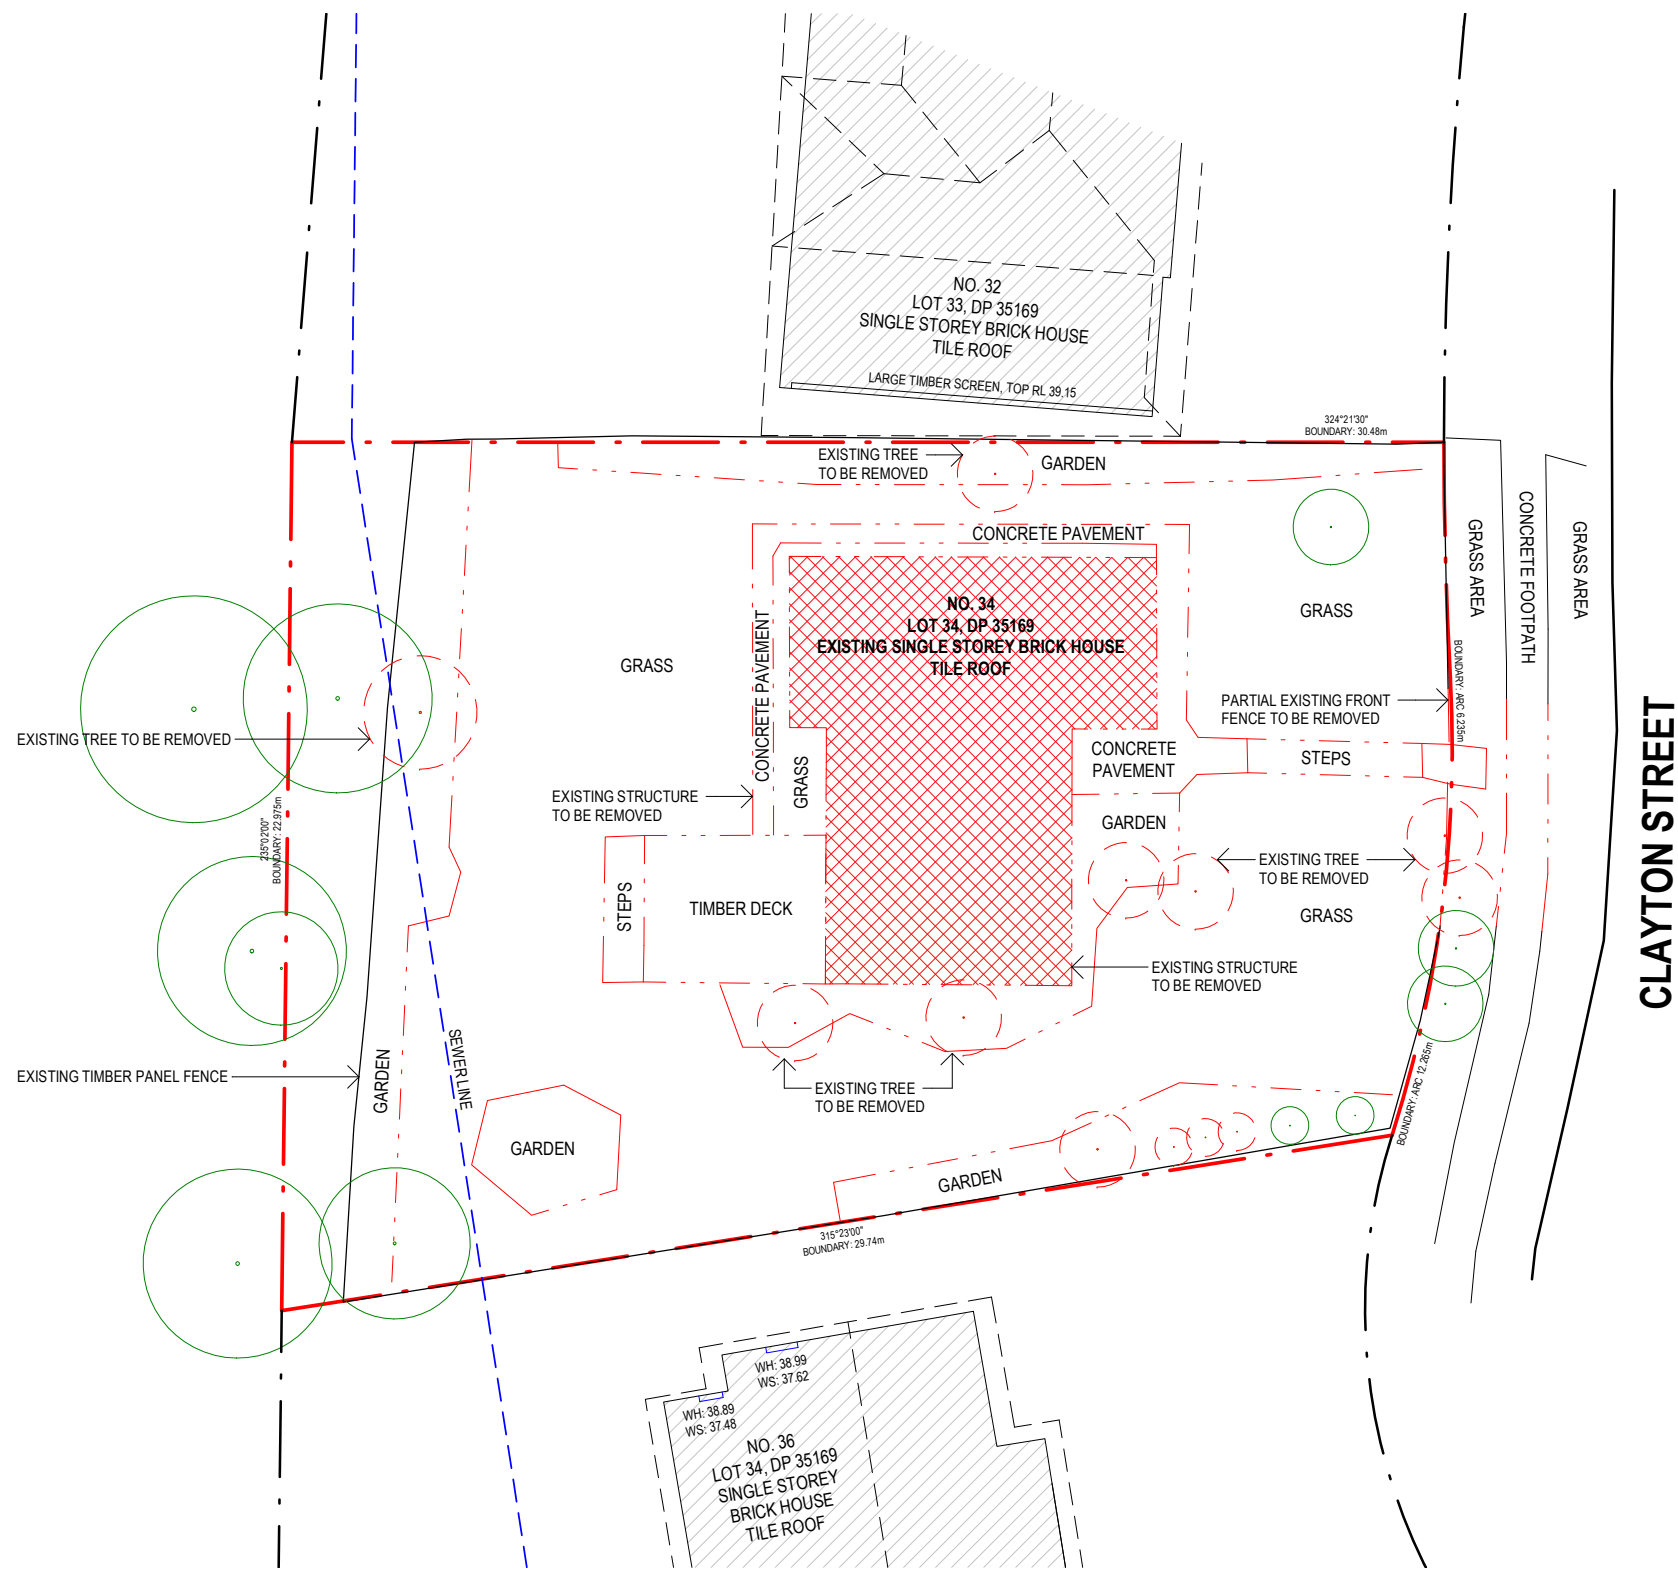 NO. 32
LOT 33, DP 35169
SINGLE STOREY BRICK HOUSE
TILE ROOF
LARGE TIMBER SCREEN, TOP RL 39.15
324°21'30"
BOUNDARY: 30.48m
EXISTING TREE
TO BE REMOVED
GARDEN
CONCRETE PAVEMENT
GRASS AREA
CONCRETE FOOTPATH
GRASS AREA
NO. 34
LOT 34, DP 35169
EXISTING SINGLE STOREY BRICK HOUSE
TILE ROOF
GRASS
GRASS
CONCRETE PAVEMENT
BOUNDARY: ARC 6.235m
PARTIAL EXISTING FRONT
FENCE TO BE REMOVED
EXISTING TREE TO BE REMOVED
CONCRETE
PAVEMENT
STEPS
GRASS
EXISTING STRUCTURE
TO BE REMOVED
235°02'00"
BOUNDARY: 22.975m
GARDEN
CLAYTON STREET
EXISTING TREE
TO BE REMOVED
STEPS
TIMBER DECK
GRASS
EXISTING STRUCTURE
TO BE REMOVED
EXISTING TIMBER PANEL FENCE
GARDEN
SEWER LINE
EXISTING TREE
TO BE REMOVED
BOUNDARY: ARC 12.265m
GARDEN
GARDEN
315°23'00"
BOUNDARY: 29.74m
WH: 38.99
WS: 37.62
WH: 38.89
WS: 37.48
NO. 36
LOT 34, DP 35169
SINGLE STOREY
BRICK HOUSE
TILE ROOF